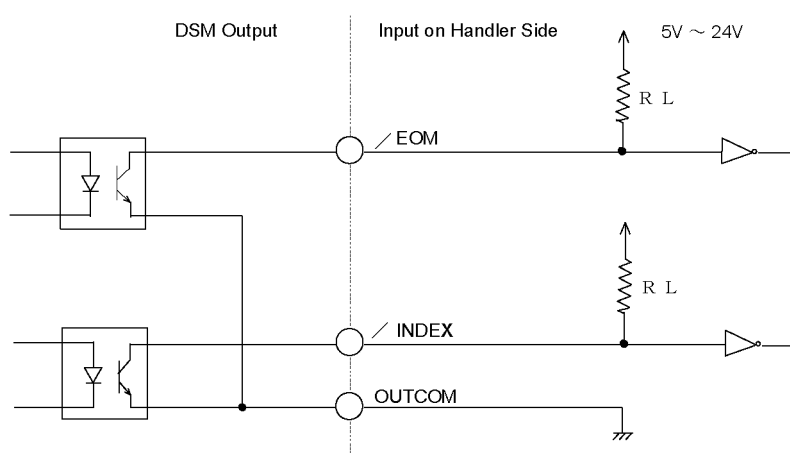 DSM Output
Input on Handler Side
5V ～ 24V
R L
／EOM
R L
／INDEX
OUTCOM